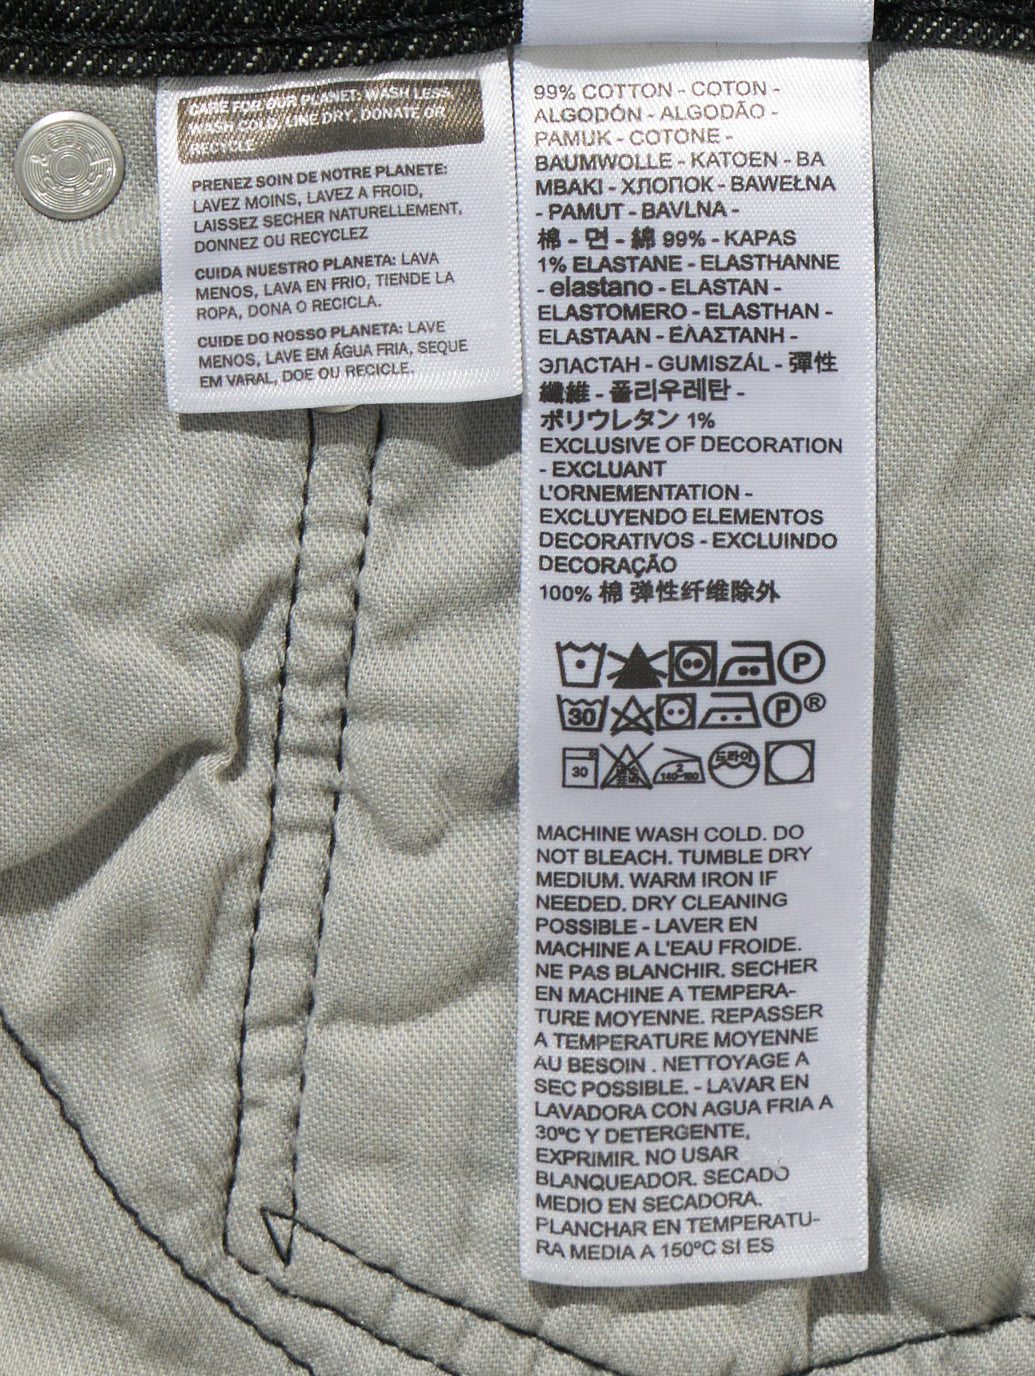 CARE FOR OUR PLANET: WASH LESS,
WASH COLD, LINE DRY, DONATE OR
RECYCLE.
PRENEZ SOIN DE NOTRE PLANETE:
LAVEZ MOINS, LAVEZ A FROID,
LAISSEZ SECHER NATURELLEMENT,
DONNEZ OU RECYCLEZ
CUIDA NUESTRO PLANETA: LAVA
MENOS, LAVA EN FRIO, TIENDE LA
ROPA, DONA O RECICLA.
CUIDE DO NOSSO PLANETA: LAVE
MENOS, LAVE EM ÁGUA FRIA, SEQUE
EM VARAL, DOE OU RECICLE.
99% COTTON - COTON -
ALGODÓN - ALGODÃO -
PAMUK - COTONE -
BAUMWOLLE - KATOEN - BA
MBAKI - ХЛОПОК - BAWEŁNA
- PAMUT - BAVLNA -
棉 - 면 - 綿 99% - KAPAS
1% ELASTANE - ELASTHANNE
- elastano - ELASTAN -
ELASTOMERO - ELASTHAN -
ELASTAAN - ΕΛΑΣΤΑΝΗ -
ЭЛАСТАН - GUMISZÁL - 彈性
纖維 - 폴리우레탄 -
ポリウレタン 1%
EXCLUSIVE OF DECORATION
- EXCLUANT
L'ORNEMENTATION -
EXCLUYENDO ELEMENTOS
DECORATIVOS - EXCLUINDO
DECORAÇÃO
100% 棉 弹性纤维除外
P
30 P ®
30 2 140~160 드라이
MACHINE WASH COLD. DO
NOT BLEACH. TUMBLE DRY
MEDIUM. WARM IRON IF
NEEDED. DRY CLEANING
POSSIBLE - LAVER EN
MACHINE A L'EAU FROIDE.
NE PAS BLANCHIR. SECHER
EN MACHINE A TEMPERA-
TURE MOYENNE. REPASSER
A TEMPERATURE MOYENNE
AU BESOIN . NETTOYAGE A
SEC POSSIBLE. - LAVAR EN
LAVADORA CON AGUA FRIA A
30ºC Y DETERGENTE,
EXPRIMIR. NO USAR
BLANQUEADOR. SECADO
MEDIO EN SECADORA.
PLANCHAR EN TEMPERATU-
RA MEDIA A 150ºC SI ES